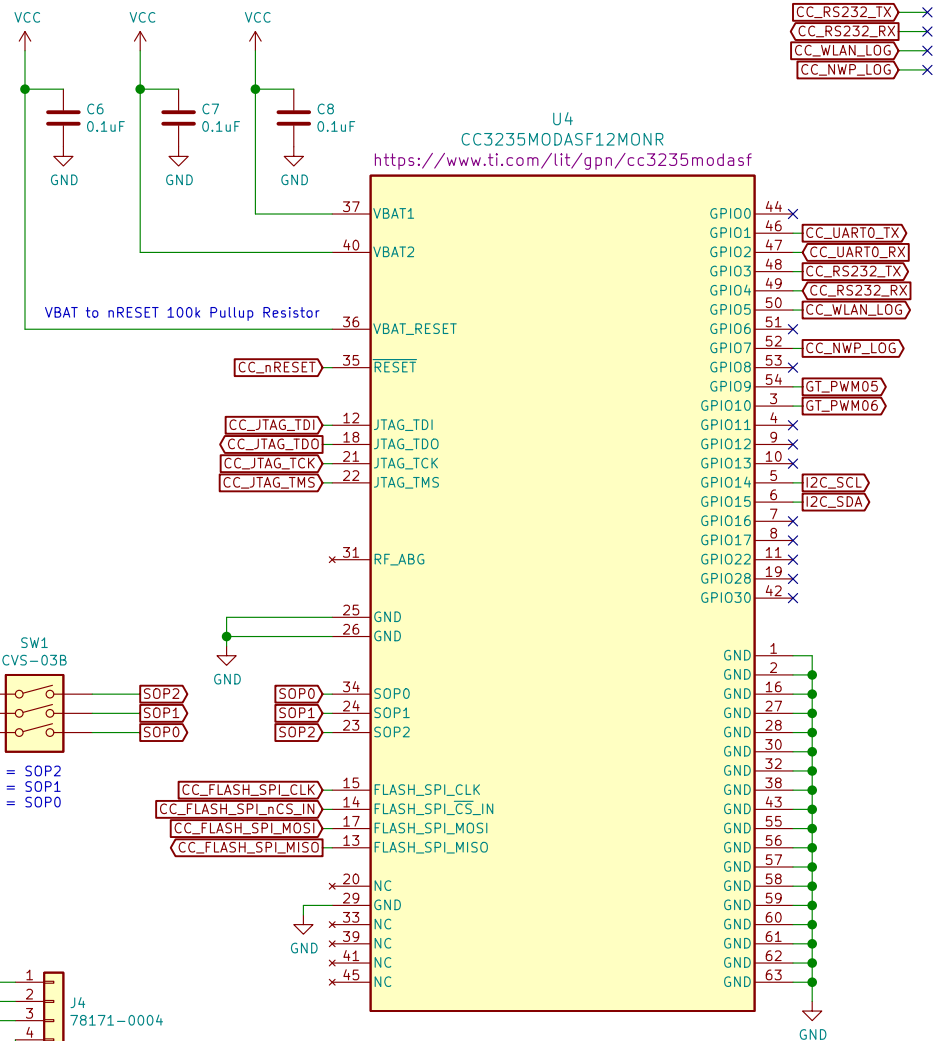 VCC
VCC
VCC
C6
0.1uF
C7
0.1uF
C8
0.1uF
GND
GND
GND
CC_RS232_TX
CC_RS232_RX
CC_WLAN_LOG
CC_NWP_LOG
U4
CC3235MODASF12MONR
https://www.ti.com/lit/gpn/cc3235modasf
37 VBAT1
40 VBAT2
VBAT to nRESET 100k Pullup Resistor
36 VBAT_RESET
CC_nRESET 35 RESET
CC_JTAG_TDI 12 JTAG_TDI
CC_JTAG_TDO 18 JTAG_TDO
CC_JTAG_TCK 21 JTAG_TCK
CC_JTAG_TMS 22 JTAG_TMS
31 RF_ABG
25 GND
26 GND
GND
SOP0 34 SOP0
SOP1 24 SOP1
SOP2 23 SOP2
CC_FLASH_SPI_CLK 15 FLASH_SPI_CLK
CC_FLASH_SPI_nCS_IN 14 FLASH_SPI_CS_IN
CC_FLASH_SPI_MOSI 17 FLASH_SPI_MOSI
CC_FLASH_SPI_MISO 13 FLASH_SPI_MISO
20 NC
29 GND
33 NC
39 NC
41 NC
45 NC
GND
GPIO0 44
GPIO1 46 CC_UART0_TX
GPIO2 47 CC_UART0_RX
GPIO3 48 CC_RS232_TX
GPIO4 49 CC_RS232_RX
GPIO5 50 CC_WLAN_LOG
GPIO6 51
GPIO7 52 CC_NWP_LOG
GPIO8 53
GPIO9 54 GT_PWM05
GPIO10 3 GT_PWM06
GPIO11 4
GPIO12 9
GPIO13 10
GPIO14 5 I2C_SCL
GPIO15 6 I2C_SDA
GPIO16 7
GPIO17 8
GPIO22 11
GPIO28 19
GPIO30 42
GND 1
GND 2
GND 16
GND 27
GND 28
GND 30
GND 32
GND 38
GND 43
GND 55
GND 56
GND 57
GND 58
GND 59
GND 60
GND 61
GND 62
GND 63
GND
SW1
CVS-03B
SOP2
SOP1
SOP0
= SOP2
= SOP1
= SOP0
1
2
3
4
J4
78171-0004